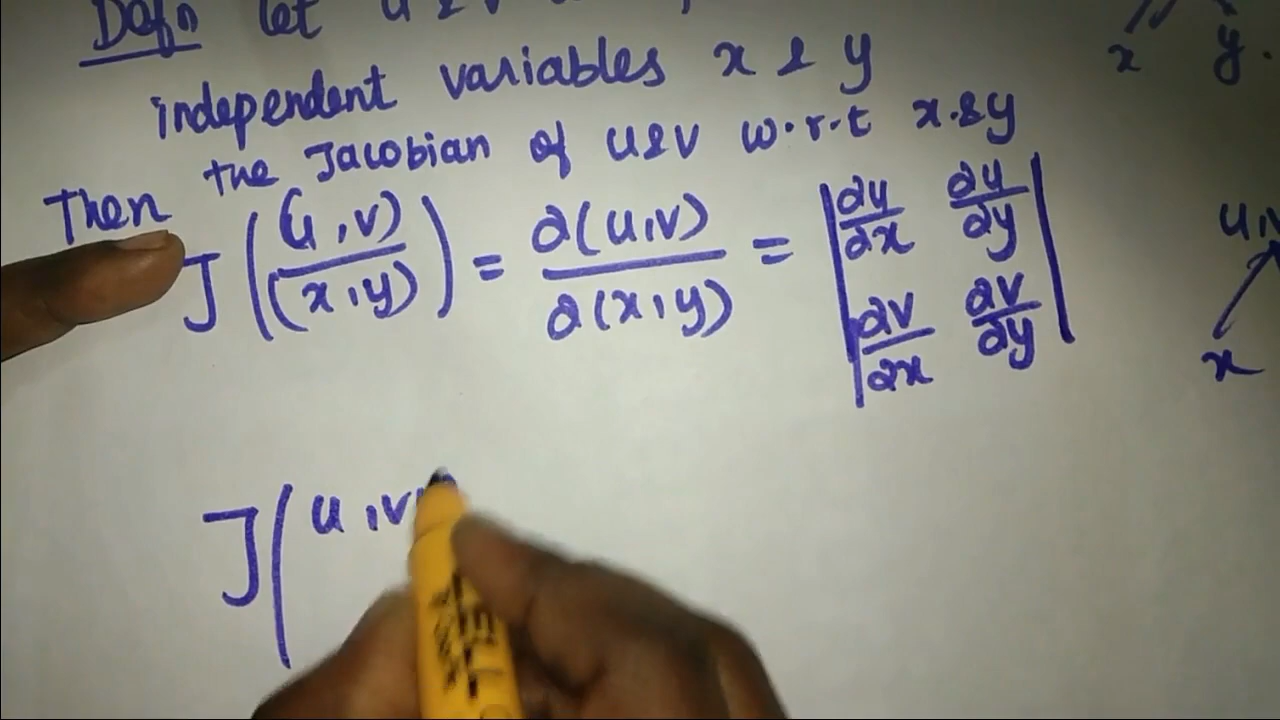 Defn let u & v
independent variables x & y
Then the Jacobian of u&v w.r.t x.&y
J((u,v)/(x,y)) = ∂(u,v)/∂(x,y) = |∂u/∂x ∂u/∂y
∂v/∂x ∂v/∂y|
J(u,v
x y.
u,v
x